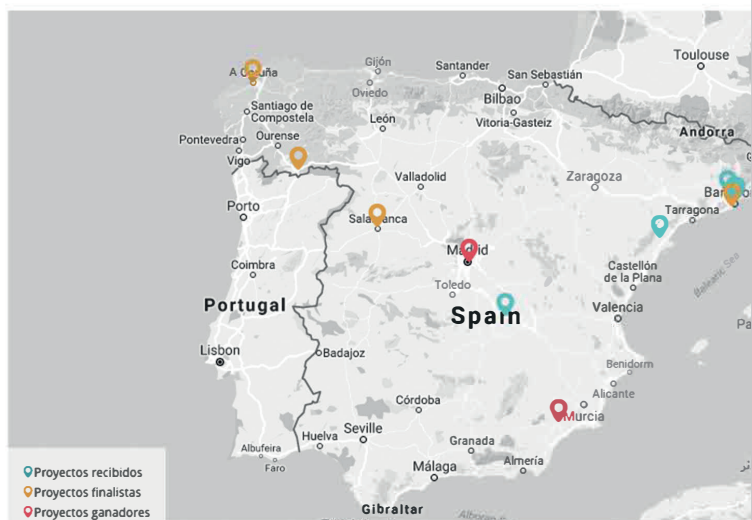 Toulouse
Gijón
Santander
San Sebastián
A Coruña
Oviedo
Bilbao
Santiago de
Compostela
León
Vitoria-Gasteiz
Andorra
Pontevedra
Ourense
Vigo
Valladolid
Zaragoza
Porto
Salamanca
Tarragona
Madrid
Coimbra
Toledo
Castellón
de la Plana
Balearic Sea
Portugal
Spain
Valencia
Lisbon
Badajoz
Benidorm
Alicante
Córdoba
Murcia
Huelva
Seville
Granada
Albufeira
Faro
Málaga
Almería
Gibraltar
Proyectos recibidos
Proyectos finalistas
Proyectos ganadores